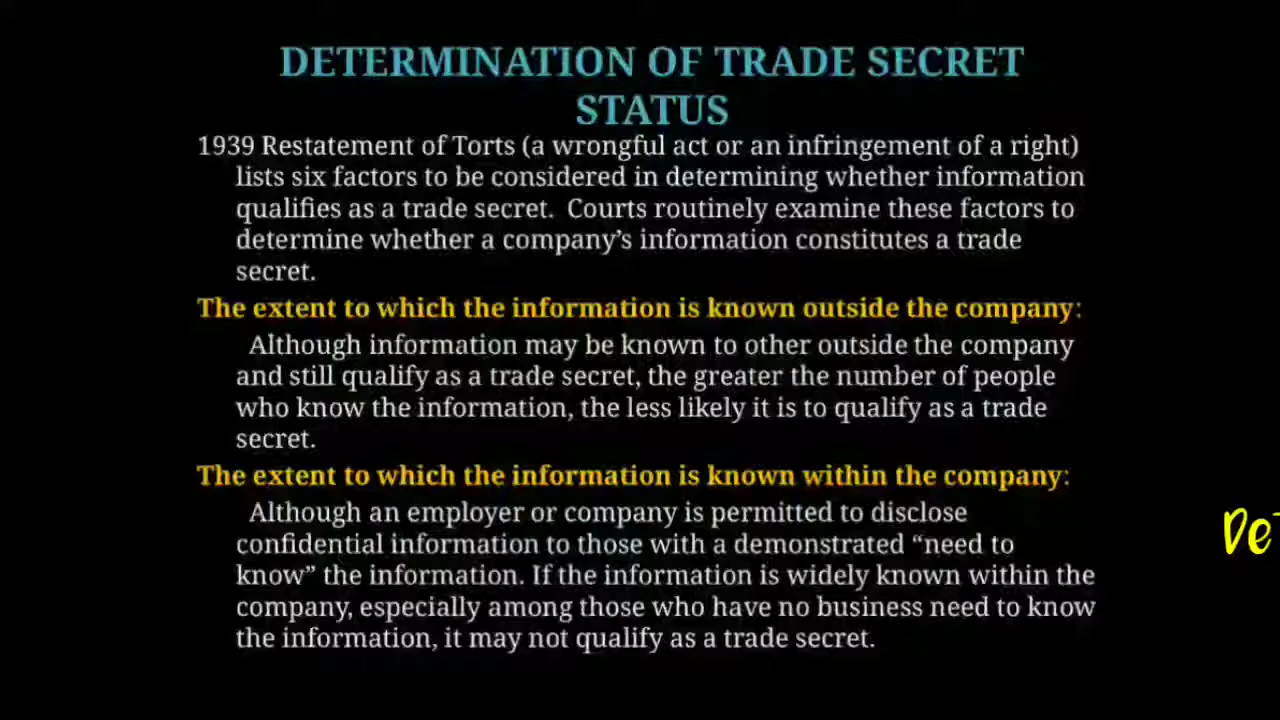 DETERMINATION OF TRADE SECRET
STATUS
1939 Restatement of Torts (a wrongful act or an infringement of a right)
lists six factors to be considered in determining whether information
qualifies as a trade secret.  Courts routinely examine these factors to
determine whether a company’s information constitutes a trade
secret.
The extent to which the information is known outside the company:
Although information may be known to other outside the company
and still qualify as a trade secret, the greater the number of people
who know the information, the less likely it is to qualify as a trade
secret.
The extent to which the information is known within the company:
Although an employer or company is permitted to disclose
confidential information to those with a demonstrated “need to
know” the information. If the information is widely known within the
company, especially among those who have no business need to know
the information, it may not qualify as a trade secret.